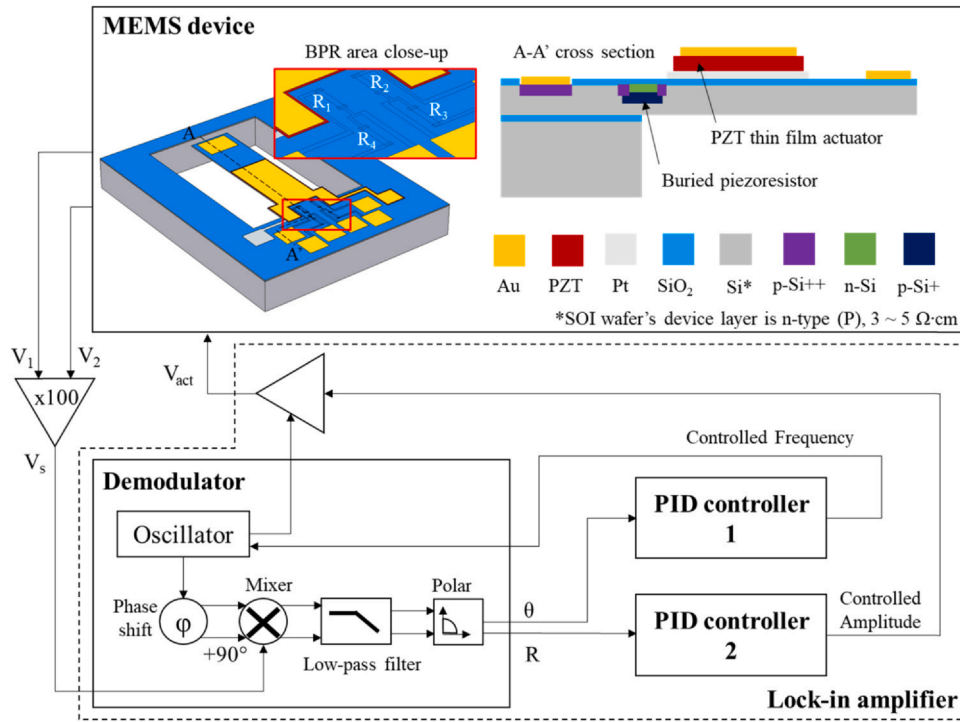 MEMS device
BPR area close-up
A-A’ cross section
R1
R2
R3
R4
A
A’
PZT thin film actuator
Buried piezoresistor
Au
PZT
Pt
SiO2
Si*
p-Si++
n-Si
p-Si+
*SOI wafer’s device layer is n-type (P), 3 ~ 5 Ω·cm
V1
V2
x100
Vs
Vact
Controlled Frequency
Demodulator
Oscillator
PID controller
1
Phase
shift
φ
+90°
Mixer
Low-pass filter
Polar
θ
R
PID controller
2
Controlled
Amplitude
Lock-in amplifier